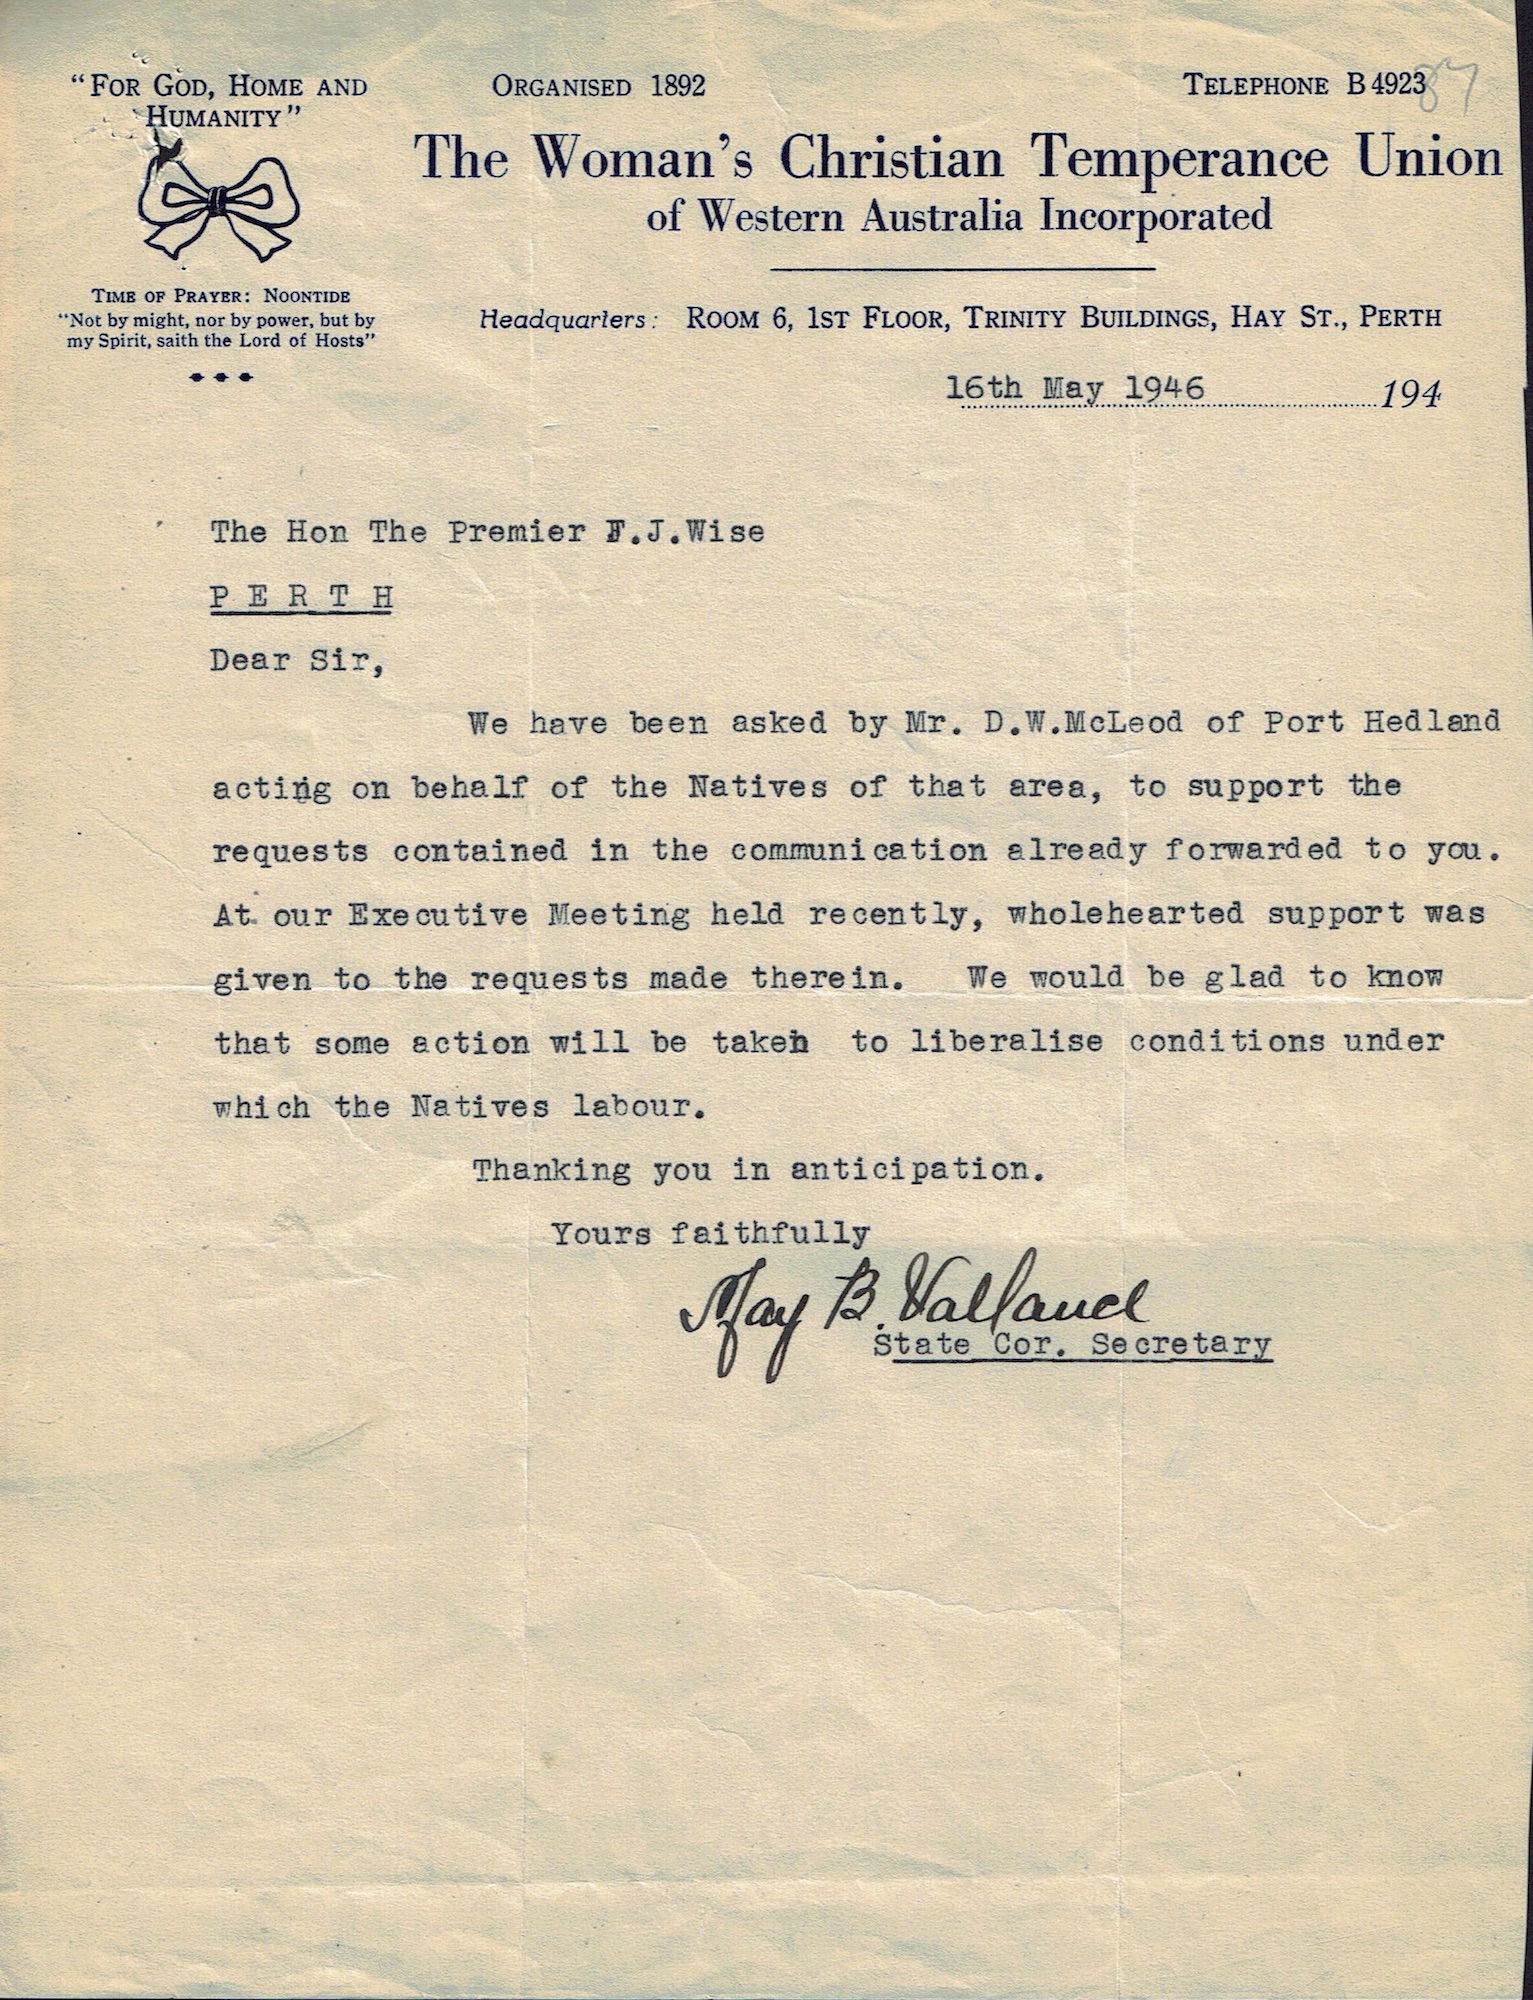 "FOR GOD, HOME AND
HUMANITY"
ORGANISED 1892
TELEPHONE B 4923
87
The Woman's Christian Temperance Union
of Western Australia Incorporated
TIME OF PRAYER: NOONTIDE
"Not by might, nor by power, but by
my Spirit, saith the Lord of Hosts"
Headquarters: ROOM 6, 1ST FLOOR, TRINITY BUILDINGS, HAY ST., PERTH
16th May 1946 194
The Hon The Premier F.J.Wise
P E R T H
Dear Sir,
We have been asked by Mr. D.W.McLeod of Port Hedland
acting on behalf of the Natives of that area, to support the
requests contained in the communication already forwarded to you.
At our Executive Meeting held recently, wholehearted support was
given to the requests made therein. We would be glad to know
that some action will be taken to liberalise conditions under
which the Natives labour.
Thanking you in anticipation.
Yours faithfully
May B. Vallance
State Cor. Secretary